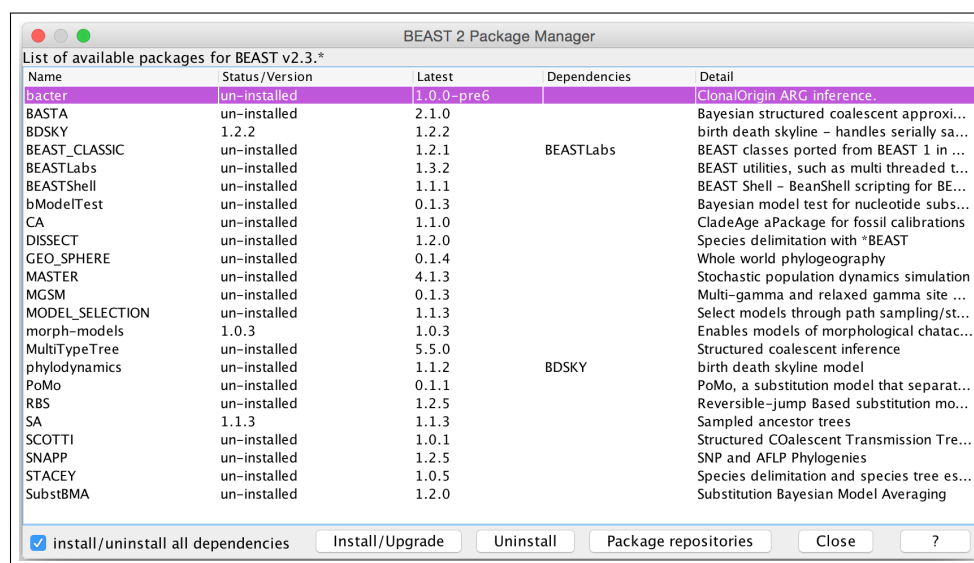 BEAST 2 Package Manager
List of available packages for BEAST v2.3.*
Name Status/Version Latest Dependencies Detail
bacter un-installed 1.0.0-pre6 ClonalOrigin ARG inference.
BASTA un-installed 2.1.0 Bayesian structured coalescent approxi...
BDSKY 1.2.2 1.2.2 birth death skyline – handles serially sa...
BEAST_CLASSIC un-installed 1.2.1 BEASTLabs BEAST classes ported from BEAST 1 in ...
BEASTLabs un-installed 1.3.2 BEAST utilities, such as multi threaded t...
BEASTShell un-installed 1.1.1 BEAST Shell – BeanShell scripting for BE...
bModelTest un-installed 0.1.3 Bayesian model test for nucleotide subs...
CA un-installed 1.1.0 CladeAge aPackage for fossil calibrations
DISSECT un-installed 1.2.0 Species delimitation with *BEAST
GEO_SPHERE un-installed 0.1.4 Whole world phylogeography
MASTER un-installed 4.1.3 Stochastic population dynamics simulation
MGSM un-installed 0.1.3 Multi-gamma and relaxed gamma site ...
MODEL_SELECTION un-installed 1.1.3 Select models through path sampling/st...
morph-models 1.0.3 1.0.3 Enables models of morphological chatac...
MultiTypeTree un-installed 5.5.0 Structured coalescent inference
phylodynamics un-installed 1.1.2 BDSKY birth death skyline model
PoMo un-installed 0.1.1 PoMo, a substitution model that separat...
RBS un-installed 1.2.5 Reversible-jump Based substitution mo...
SA 1.1.3 1.1.3 Sampled ancestor trees
SCOTTI un-installed 1.0.1 Structured COalescent Transmission Tre...
SNAPP un-installed 1.2.5 SNP and AFLP Phylogenies
STACEY un-installed 1.0.5 Species delimitation and species tree es...
SubstBMA un-installed 1.2.0 Substitution Bayesian Model Averaging
install/uninstall all dependencies Install/Upgrade Uninstall Package repositories Close ?